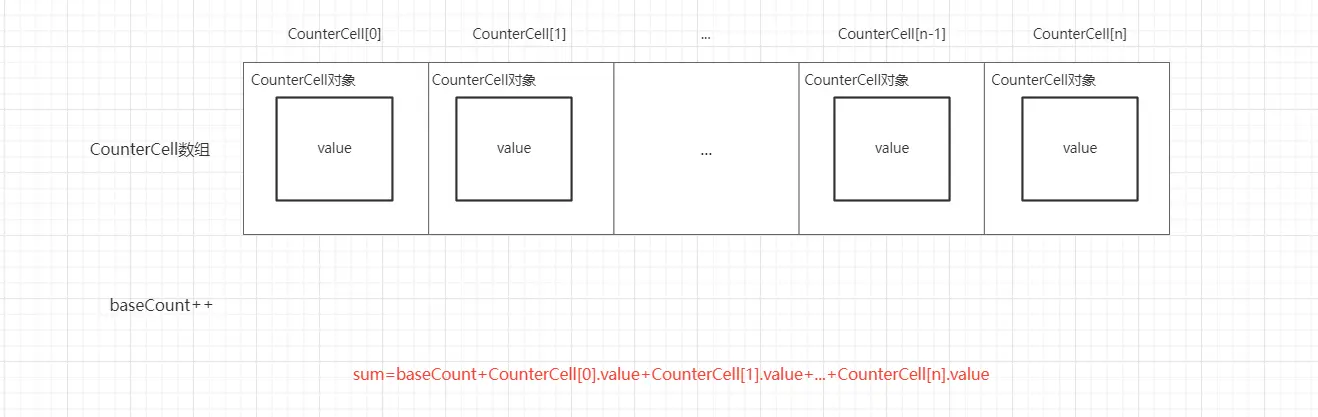 CounterCell[0] CounterCell[1] ... CounterCell[n-1] CounterCell[n]
CounterCell对象 CounterCell对象 CounterCell对象 CounterCell对象
CounterCell数组 value value ... value value
baseCount++
sum=baseCount+CounterCell[0].value+CounterCell[1].value+...+CounterCell[n].value